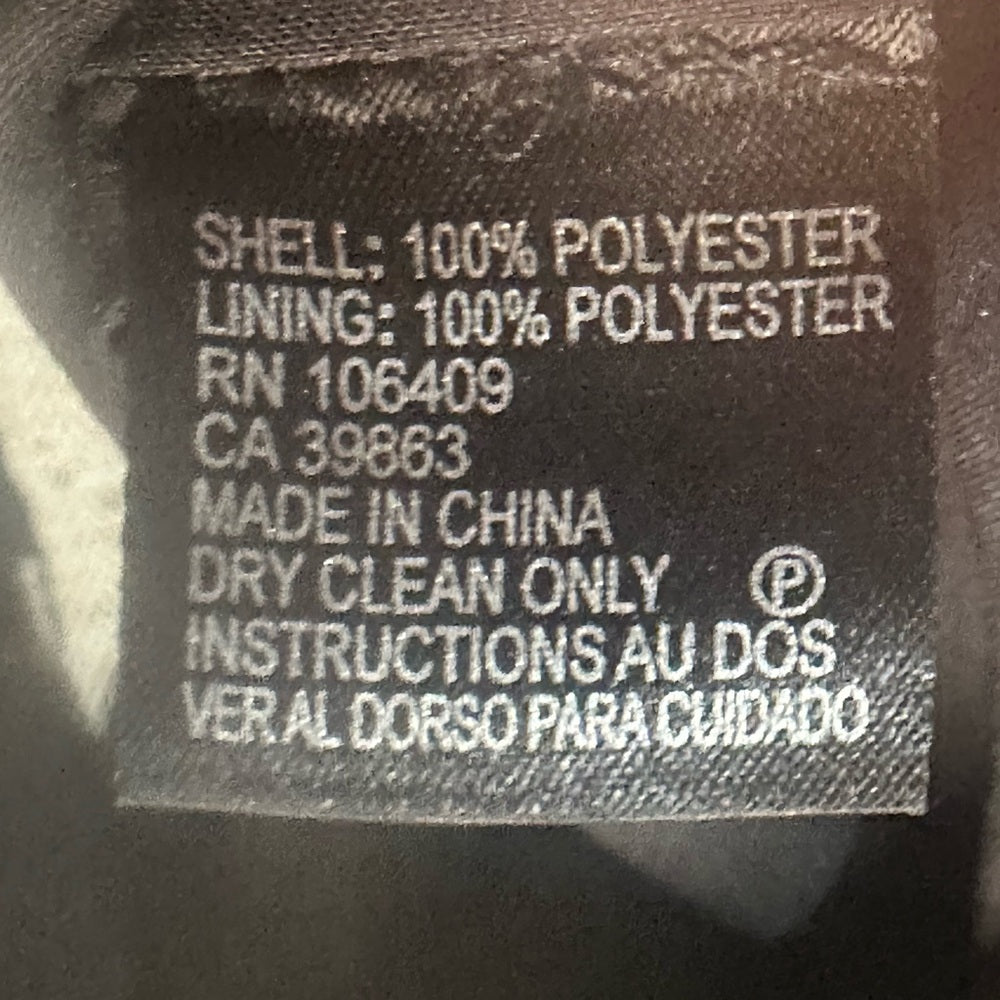 SHELL: 100% POLYESTER
LINING: 100% POLYESTER
RN 106409
CA 39863
MADE IN CHINA
DRY CLEAN ONLY Ⓟ
INSTRUCTIONS AU DOS
VER AL DORSO PARA CUIDADO